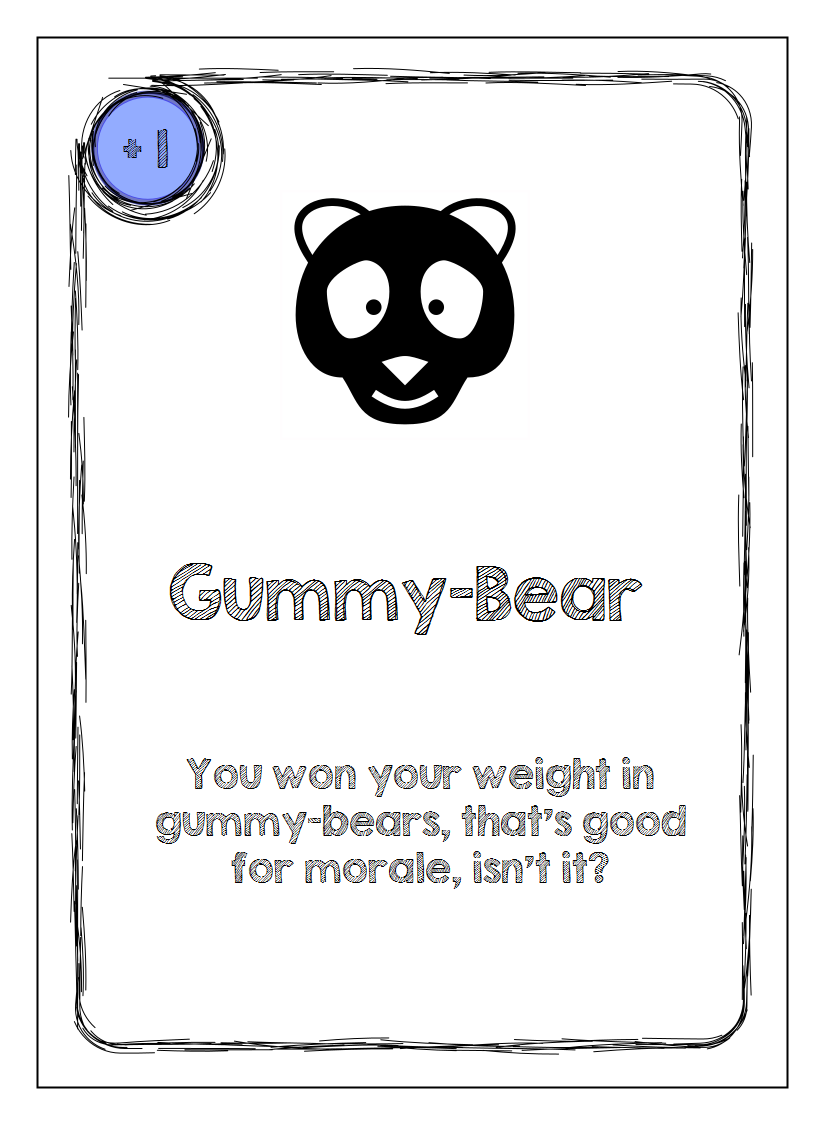 +1
Gummy-Bear
You won your weight in
gummy-bears, that's good
for morale, isn't it?